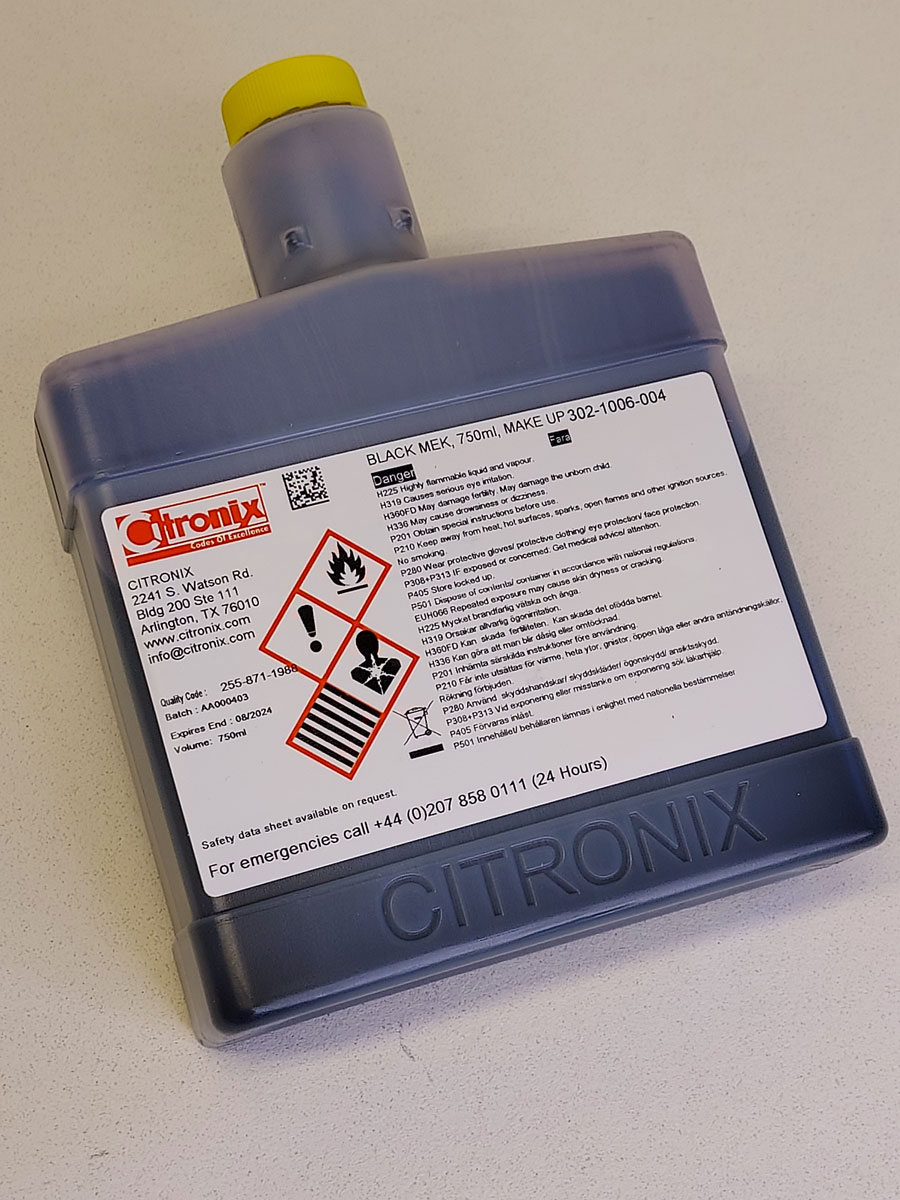 BLACK MEK, 750ml, MAKE UP 302-1006-004
Danger
Fara
H225 Highly flammable liquid and vapour.
H319 Causes serious eye irritation.
H360FD May damage fertility. May damage the unborn child.
H336 May cause drowsiness or dizziness.
P201 Obtain special instructions before use.
P210 Keep away from heat, hot surfaces, sparks, open flames and other ignition sources.
No smoking.
P280 Wear protective gloves/ protective clothing/ eye protection/ face protection.
P308+P313 IF exposed or concerned: Get medical advice/ attention.
P405 Store locked up.
P501 Dispose of contents/ container in accordance with national regulations.
EUH066 Repeated exposure may cause skin dryness or cracking.
H225 Mycket brandfarlig vätska och ånga.
H319 Orsakar allvarlig ögonirritation.
H360FD Kan skada fertiliteten. Kan skada det ofödda barnet.
H336 Kan göra att man blir dåsig eller omtöcknad.
P201 Inhämta särskilda instruktioner före användning.
P210 Får inte utsättas för värme, heta ytor, gnistor, öppen låga eller andra antändningskällor.
Rökning förbjuden.
P280 Använd skyddshandskar/ skyddskläder/ ögonskydd/ ansiktsskydd.
P308+P313 Vid exponering eller misstanke om exponering sök läkarhjälp
P405 Förvaras inlåst.
P501 Innehållet/ behållaren lämnas i enlighet med nationella bestämmelser
Citronix™
Codes Of Excellence
CITRONIX
2241 S. Watson Rd.
Bldg 200 Ste 111
Arlington, TX 76010
www.citronix.com
info@citronix.com
Quality Code : 255-871-1988
Batch : AA000403
Expires End : 08/2024
Volume: 750ml
Safety data sheet available on request.
For emergencies call +44 (0)207 858 0111 (24 Hours)
CITRONIX